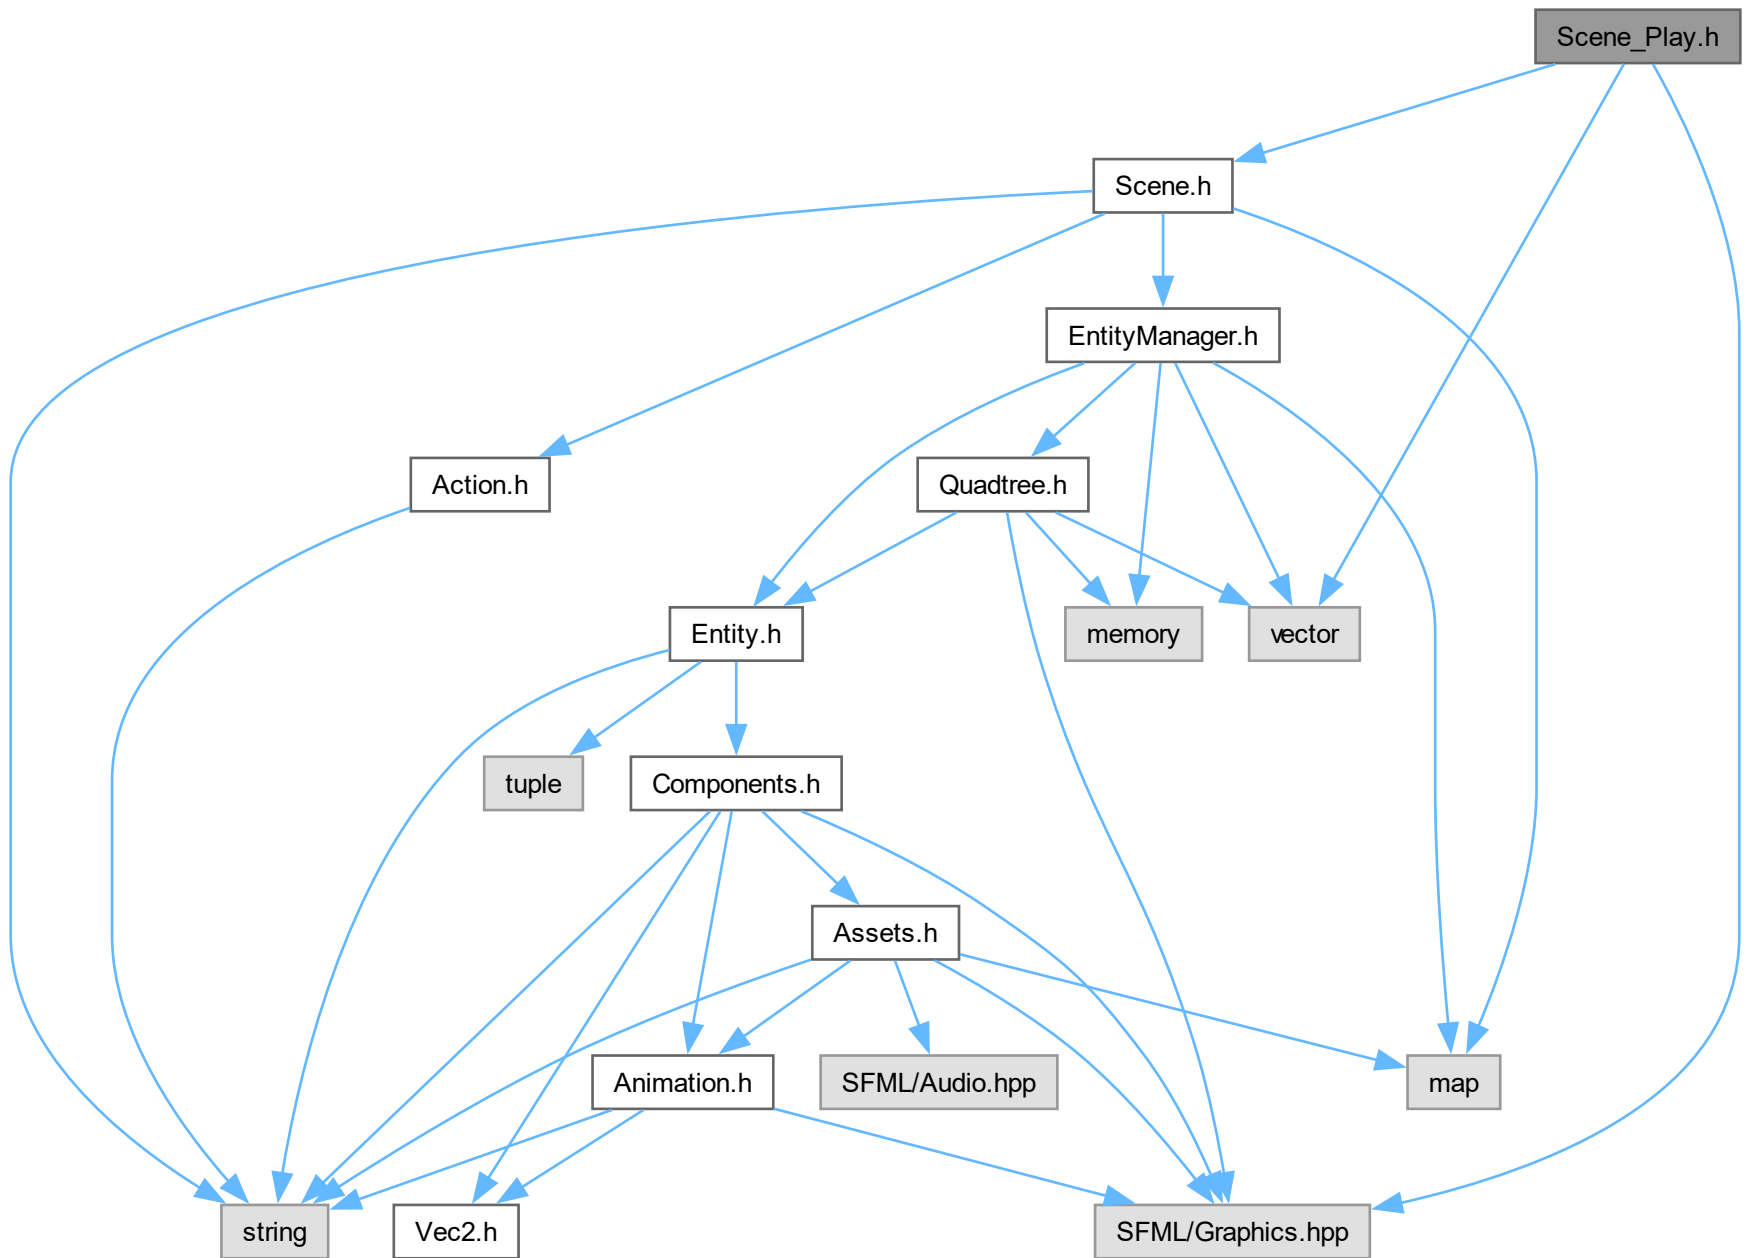 Scene_Play.h
Scene.h
EntityManager.h
Action.h
Quadtree.h
Entity.h
memory
vector
tuple
Components.h
Assets.h
Animation.h
SFML/Audio.hpp
map
string
Vec2.h
SFML/Graphics.hpp